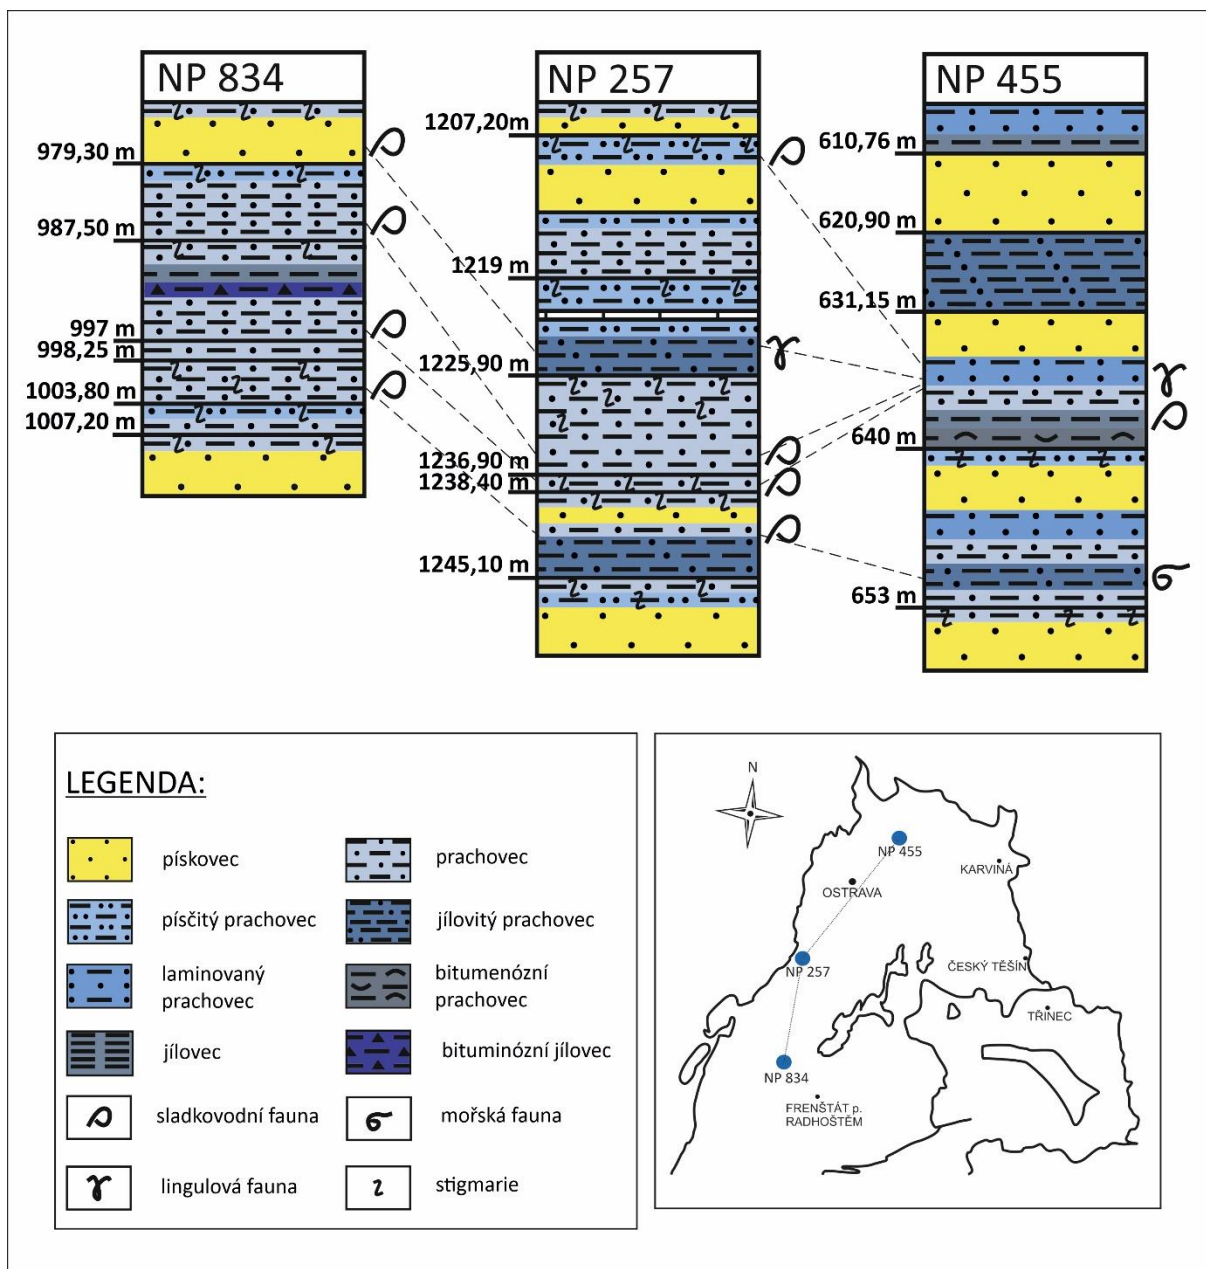 NP 834
979,30 m
987,50 m
997 m
998,25 m
1003,80 m
1007,20 m
NP 257
1207,20m
1219 m
1225,90 m
1236,90 m
1238,40 m
1245,10 m
NP 455
610,76 m
620,90 m
631,15 m
640 m
653 m
LEGENDA:
pískovec
prachovec
písčitý prachovec
jílovitý prachovec
laminovaný
prachovec
bitumenózní
prachovec
jílovec
bituminózní jílovec
sladkovodní fauna
mořská fauna
lingulová fauna
stigmarie
N
NP 455
KARVINÁ
OSTRAVA
NP 257
ČESKÝ TĚŠÍN
TŘINEC
NP 834
FRENŠTÁT p.
RADHOŠTĚM